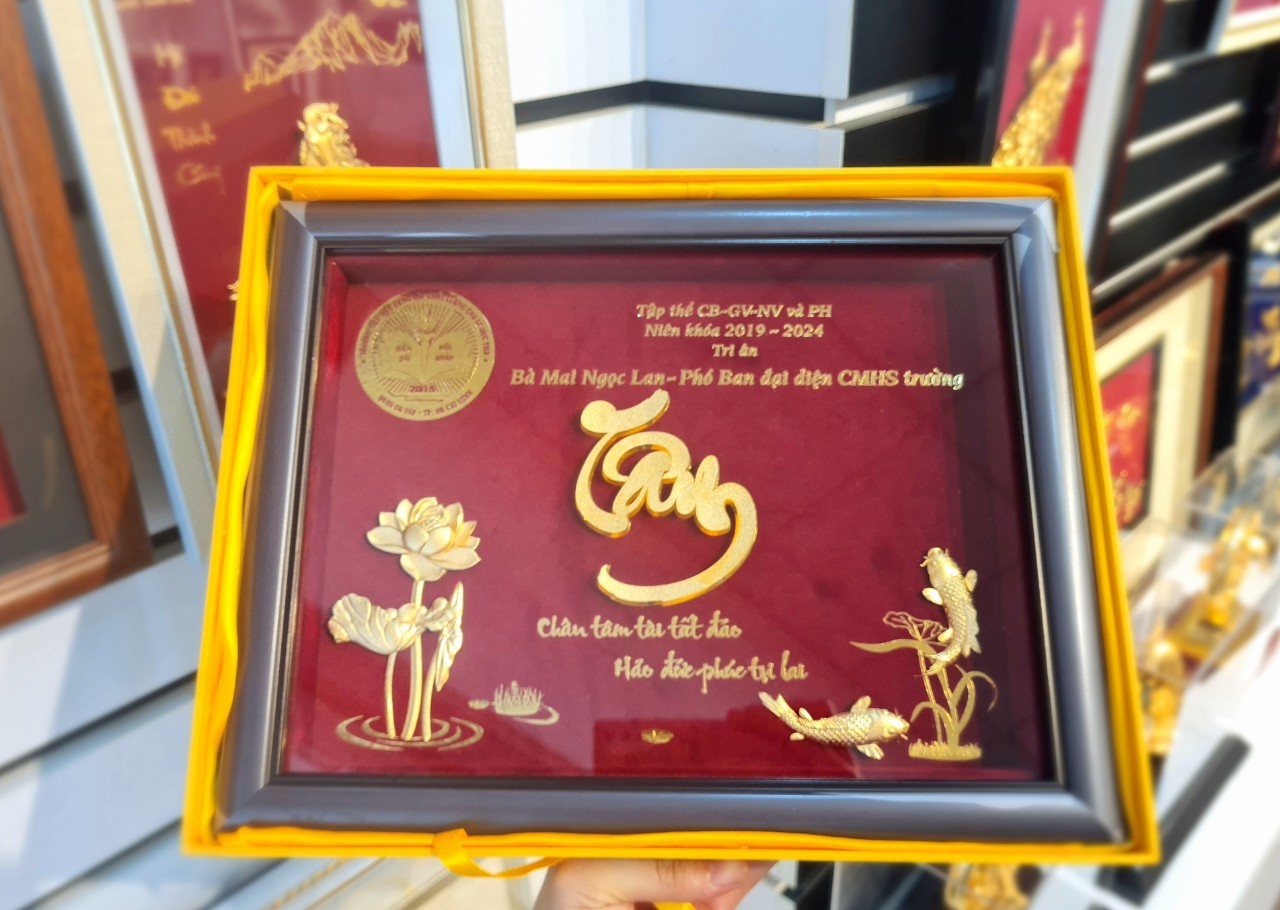 Tập thể CB-GV-NV và PH
Niên khóa 2019 ~ 2024
Tri ân
Bà Mai Ngọc Lan - Phó Ban đại diện CMHS trường
Tâm
Chân tâm tài tất đáo
Hảo đức phúc tự lai
2015